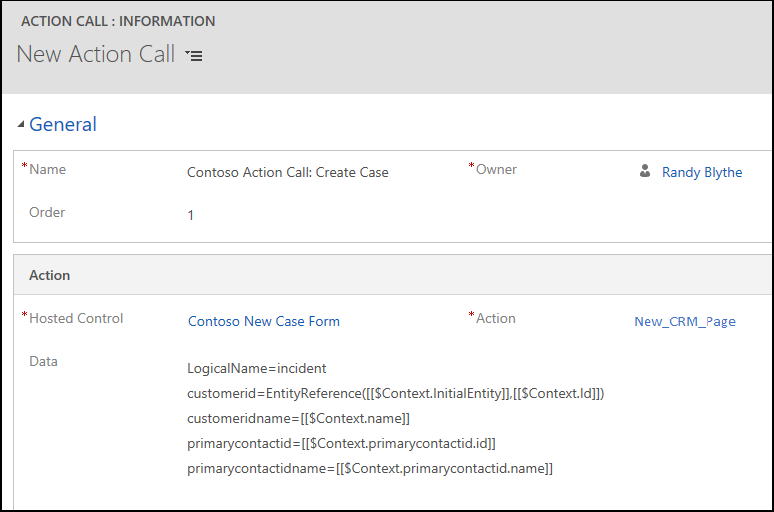 ACTION CALL : INFORMATION
New Action Call
General
*Name Contoso Action Call: Create Case *Owner Randy Blythe
Order 1
Action
*Hosted Control Contoso New Case Form *Action New_CRM_Page
Data LogicalName=incident
customerid=EntityReference([[$Context.InitialEntity]],[[$Context.Id]])
customeridname=[[$Context.name]]
primarycontactid=[[$Context.primarycontactid.id]]
primarycontactidname=[[$Context.primarycontactid.name]]